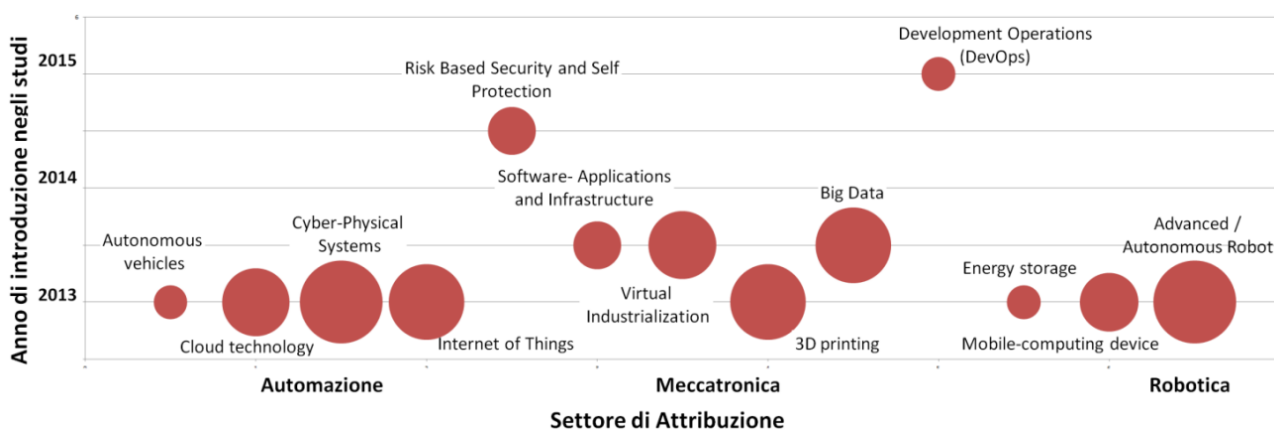 Anno di introduzione negli studi
2015
2014
2013
Development Operations
(DevOps)
Risk Based Security and Self
Protection
Software- Applications
and Infrastructure
Big Data
Cyber-Physical
Systems
Autonomous
vehicles
Advanced /
Autonomous Robot
Energy storage
Virtual
Industrialization
Cloud technology
Internet of Things
3D printing
Mobile-computing device
Automazione
Meccatronica
Robotica
Settore di Attribuzione